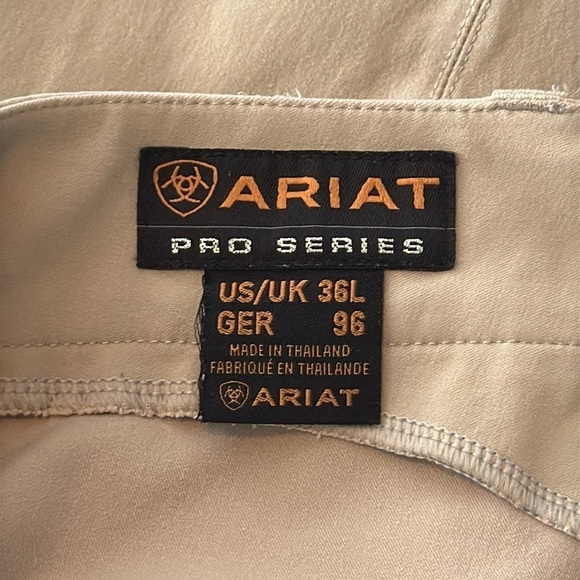 ARIAT
PRO SERIES
US/UK 36L
GER 96
MADE IN THAILAND
FABRIQUÉ EN THAILANDE
ARIAT